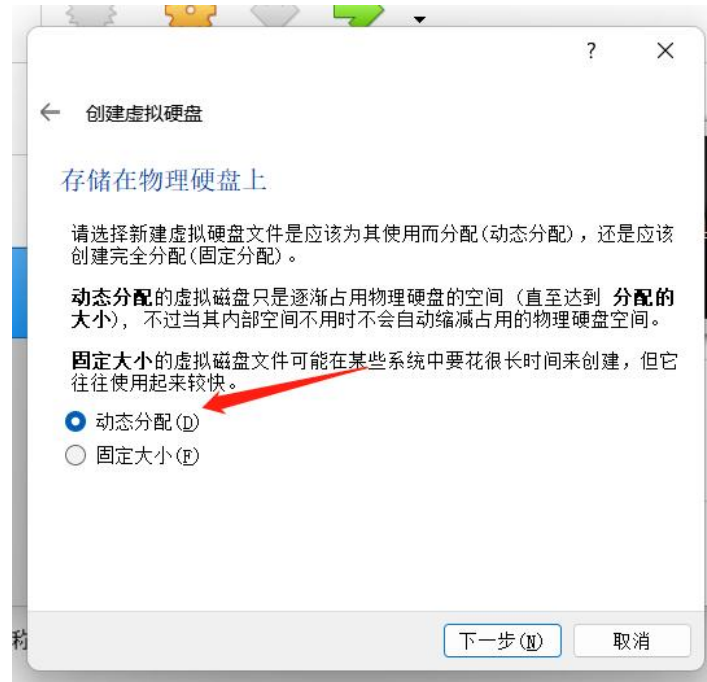 ?
创建虚拟硬盘
存储在物理硬盘上
请选择新建虚拟硬盘文件是应该为其使用而分配(动态分配)，还是应该
创建完全分配(固定分配)。
动态分配的虚拟磁盘只是逐渐占用物理硬盘的空间（直至达到 分配的
大小），不过当其内部空间不用时不会自动缩减占用的物理硬盘空间。
固定大小的虚拟磁盘文件可能在某些系统中要花很长时间来创建，但它
往往使用起来较快。
动态分配(D)
固定大小(F)
称
下一步(N) 取消